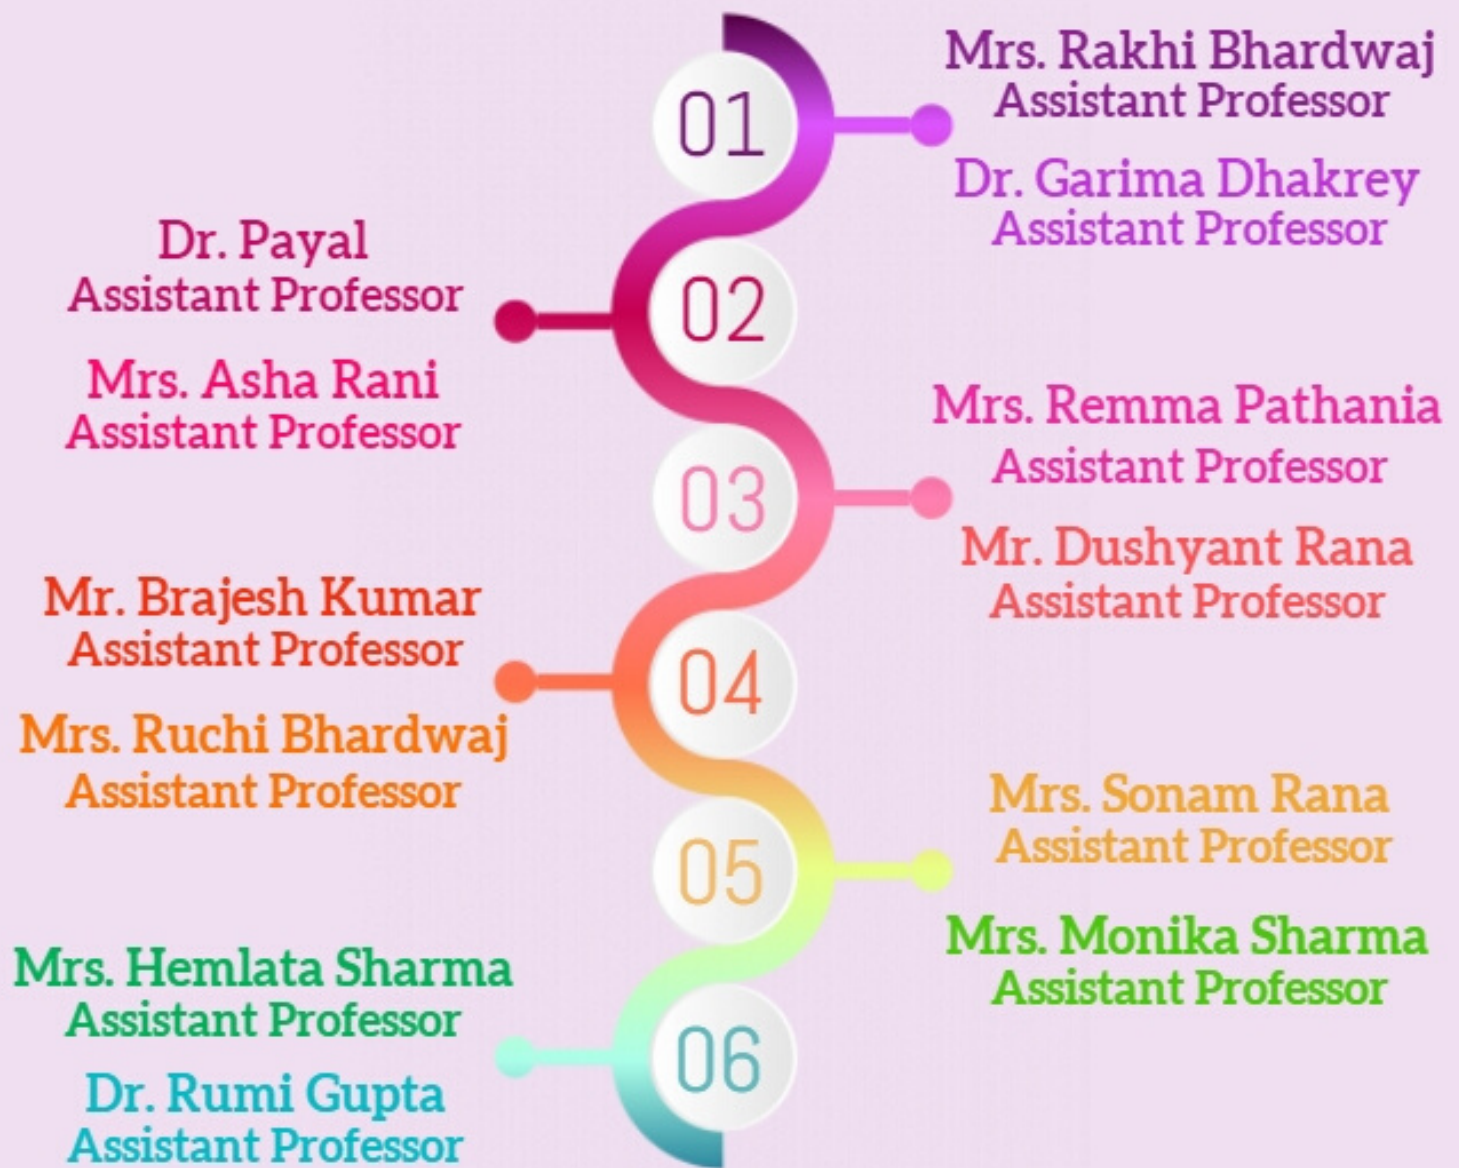 01
Mrs. Rakhi Bhardwaj
Assistant Professor
Dr. Garima Dhakrey
Assistant Professor
02
Dr. Payal
Assistant Professor
Mrs. Asha Rani
Assistant Professor
03
Mrs. Remma Pathania
Assistant Professor
Mr. Dushyant Rana
Assistant Professor
04
Mr. Brajesh Kumar
Assistant Professor
Mrs. Ruchi Bhardwaj
Assistant Professor
05
Mrs. Sonam Rana
Assistant Professor
Mrs. Monika Sharma
Assistant Professor
06
Mrs. Hemlata Sharma
Assistant Professor
Dr. Rumi Gupta
Assistant Professor